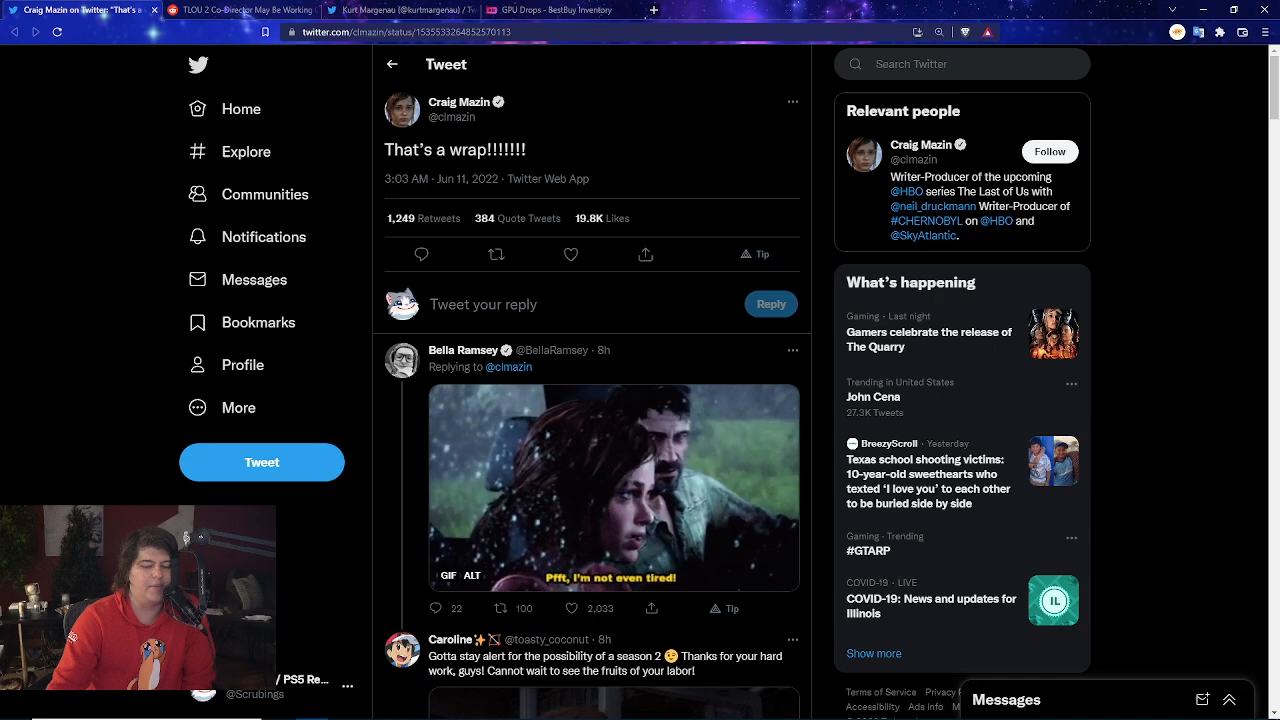 Craig Mazin on Twitter: "That's a
TLOU 2 Co-Director May Be Working
Kurt Margenau (@kurtmargenau) / Tw
GPU Drops - BestBuy Inventory
twitter.com/clmazin/status/1535533264852570113
Home
Explore
Communities
Notifications
Messages
Bookmarks
Profile
More
Tweet
/ PS5 Re...
@Scrubings
Tweet
Craig Mazin
@clmazin
That's a wrap!!!!!!!
3:03 AM · Jun 11, 2022 · Twitter Web App
1,249 Retweets 384 Quote Tweets 19.8K Likes
Tip
Tweet your reply
Reply
Bella Ramsey @BellaRamsey · 8h
Replying to @clmazin
GIF ALT
Pfft, I'm not even tired!
22 100 2,033 Tip
Caroline✨🏹 @toasty_coconut · 8h
Gotta stay alert for the possibility of a season 2 😉 Thanks for your hard
work, guys! Cannot wait to see the fruits of your labor!
Search Twitter
Relevant people
Craig Mazin
@clmazin
Follow
Writer-Producer of the upcoming
@HBO series The Last of Us with
@neil_druckmann Writer-Producer of
#CHERNOBYL on @HBO and
@SkyAtlantic.
What's happening
Gaming · Last night
Gamers celebrate the release of
The Quarry
Trending in United States
John Cena
27.3K Tweets
BreezyScroll · Yesterday
Texas school shooting victims:
10-year-old sweethearts who
texted 'I love you' to each other
to be buried side by side
Gaming · Trending
#GTARP
COVID-19 · LIVE
COVID-19: News and updates for
Illinois
IL
Show more
Terms of Service Privacy
Accessibility Ads Info
Messages